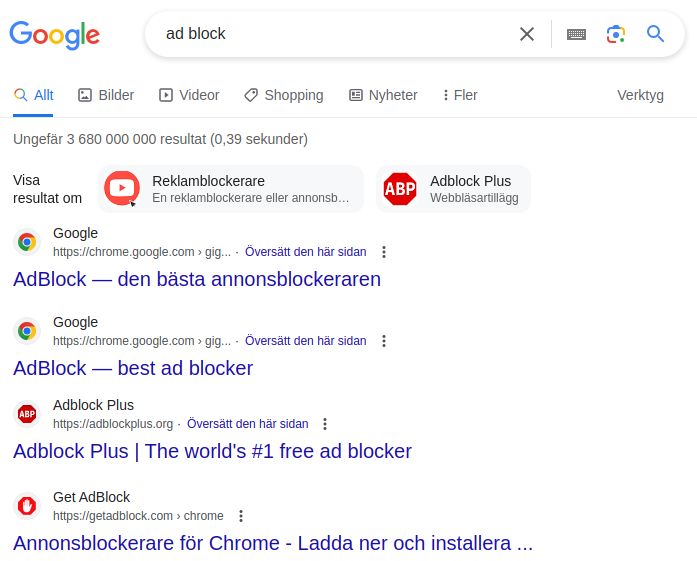 Google
ad block
Allt Bilder Videor Shopping Nyheter Fler Verktyg
Ungefär 3 680 000 000 resultat (0,39 sekunder)
Visa resultat om
Reklamblockerare
En reklamblockerare eller annonsb…
ABP
Adblock Plus
Webbläsartillägg
Google
https://chrome.google.com › gig... · Översätt den här sidan
AdBlock — den bästa annonsblockeraren
Google
https://chrome.google.com › gig... · Översätt den här sidan
AdBlock — best ad blocker
ABP
Adblock Plus
https://adblockplus.org · Översätt den här sidan
Adblock Plus | The world's #1 free ad blocker
Get AdBlock
https://getadblock.com › chrome
Annonsblockerare för Chrome - Ladda ner och installera ...